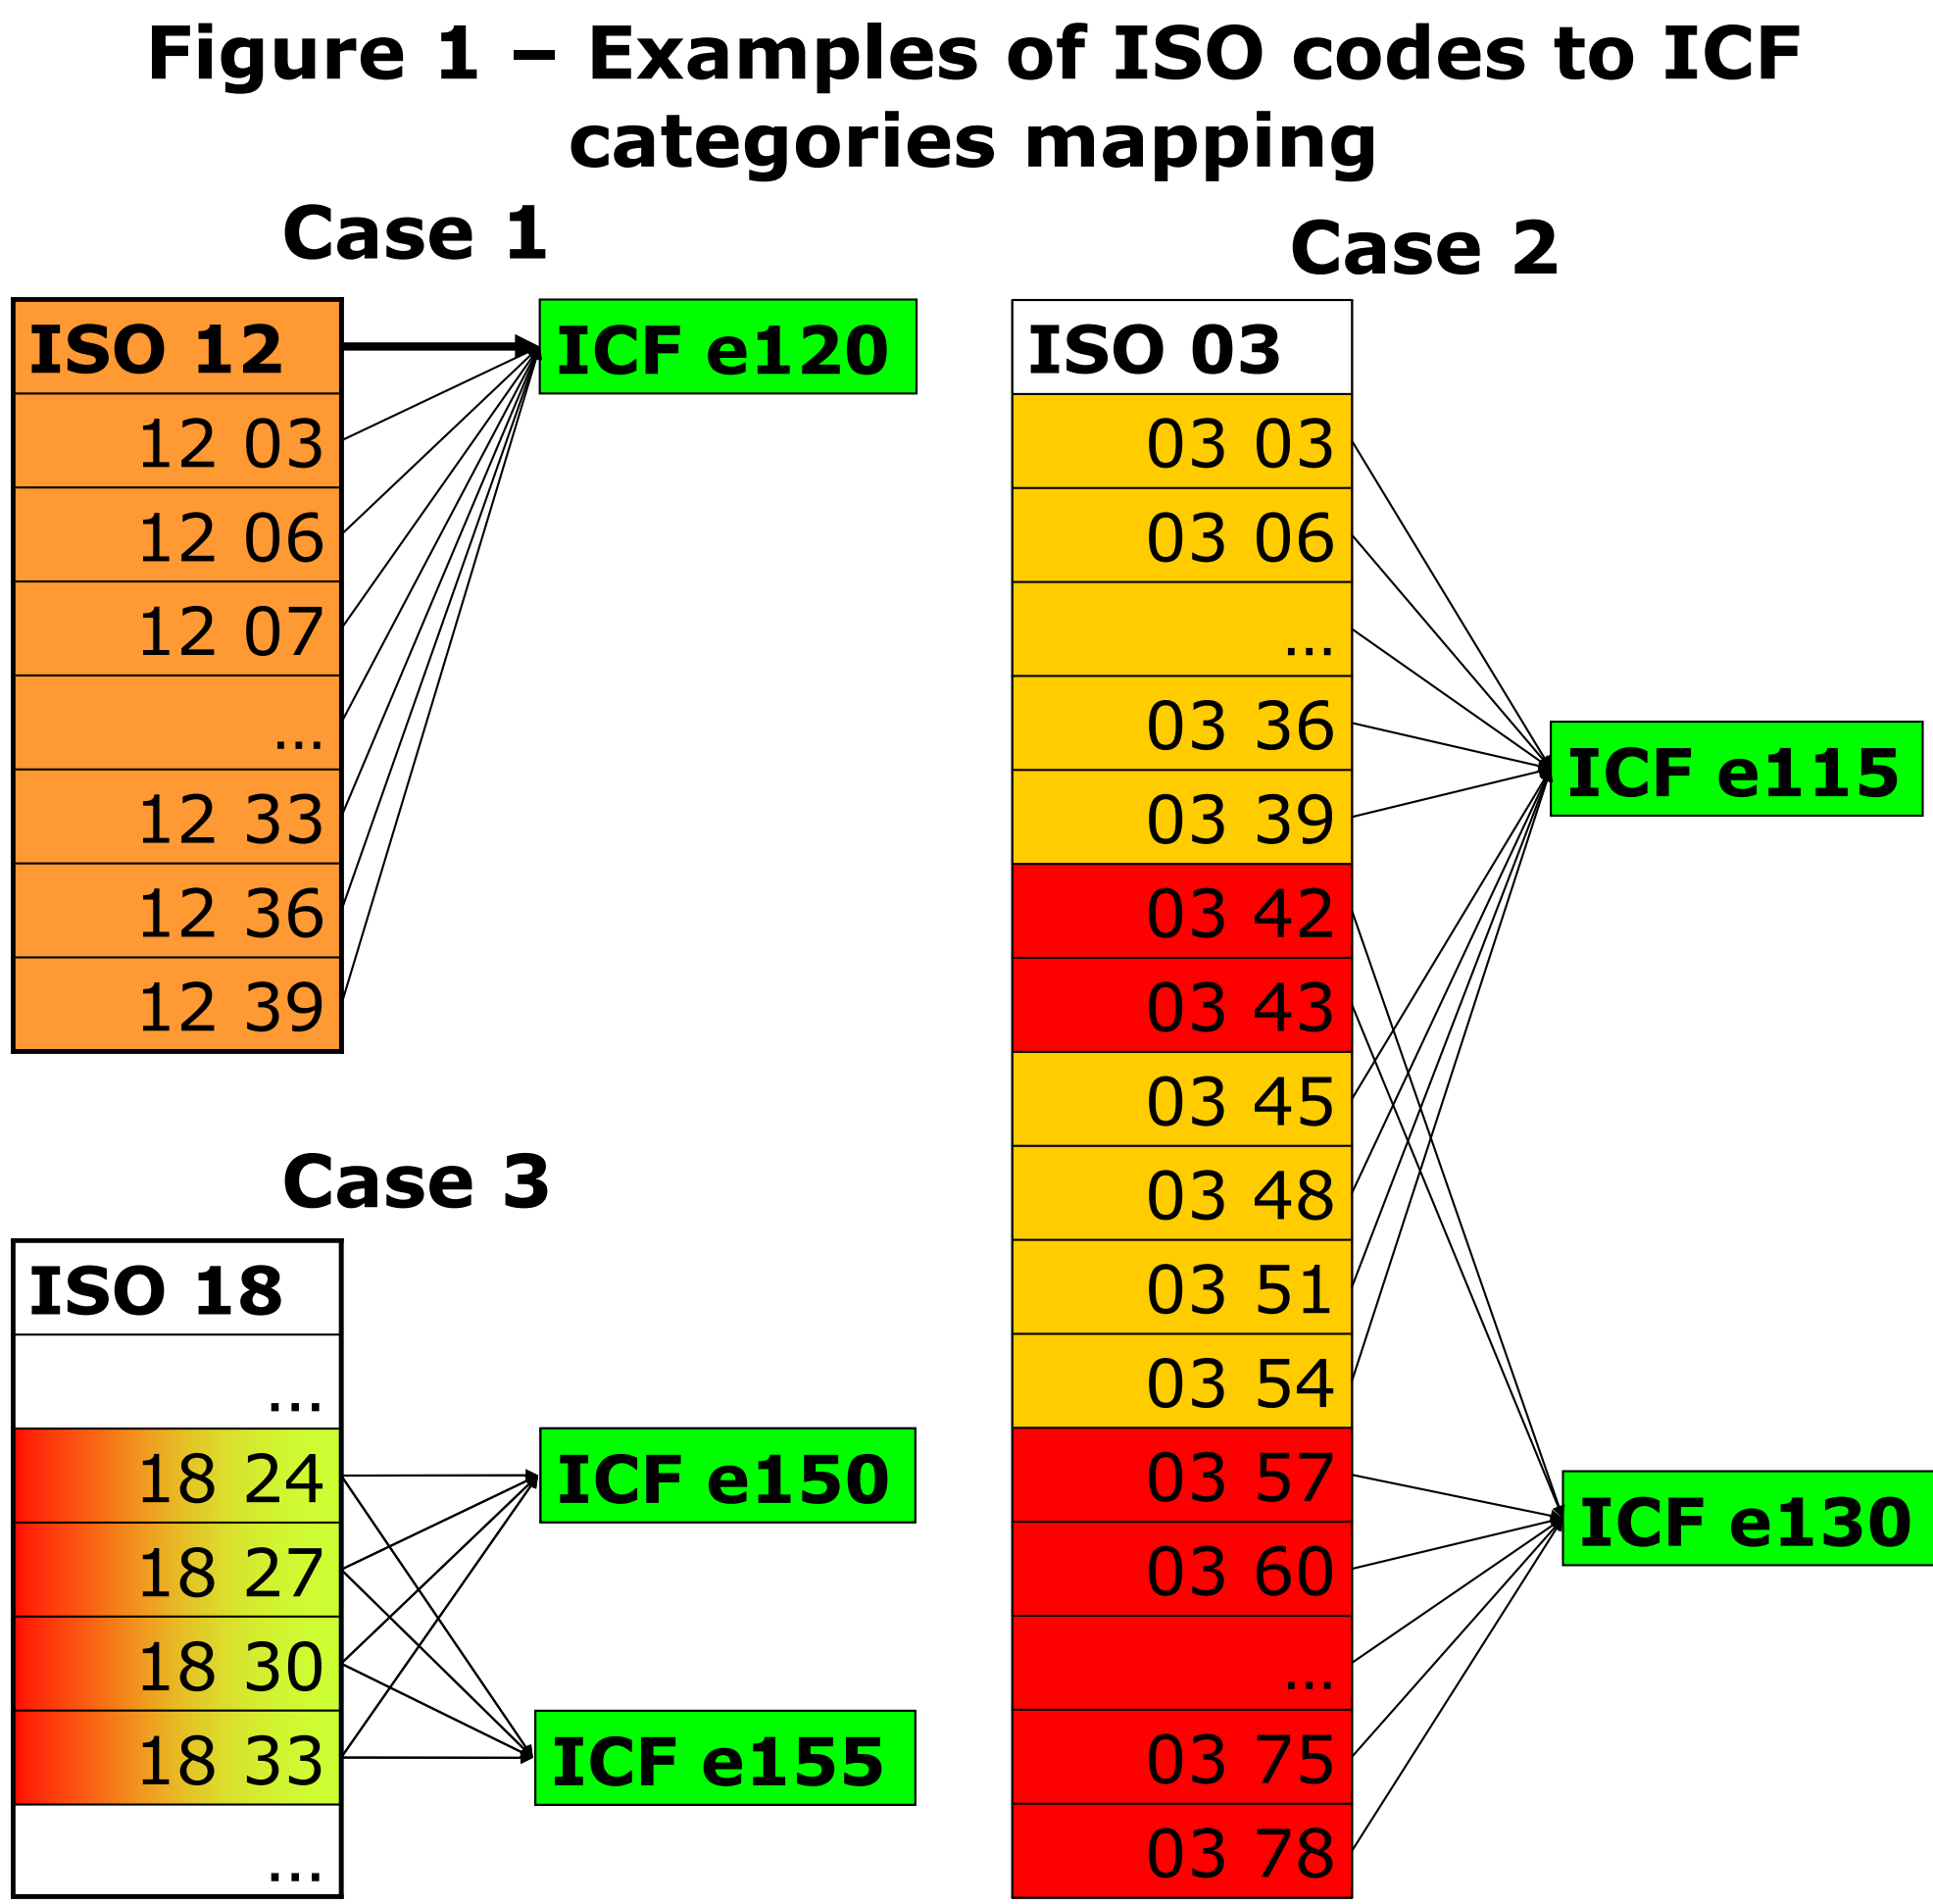 Figure 1 – Examples of ISO codes to ICF
categories mapping
Case 1
ISO 12
12 03
12 06
12 07
...
12 33
12 36
12 39
ICF e120
Case 2
ISO 03
03 03
03 06
...
03 36
03 39
03 42
03 43
03 45
03 48
03 51
03 54
03 57
03 60
...
03 75
03 78
ICF e115
ICF e130
Case 3
ISO 18
...
18 24
18 27
18 30
18 33
...
ICF e150
ICF e155